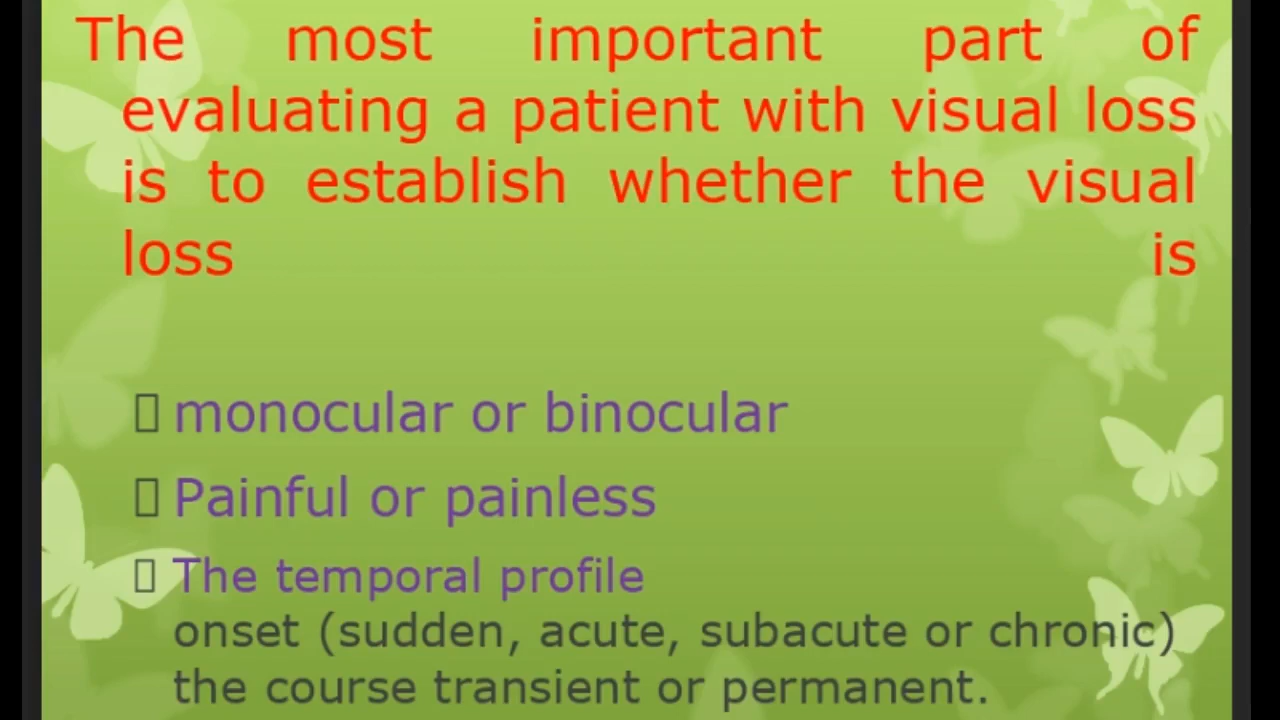 The most important part of
evaluating a patient with visual loss
is to establish whether the visual
loss is
monocular or binocular
Painful or painless
The temporal profile
onset (sudden, acute, subacute or chronic)
the course transient or permanent.